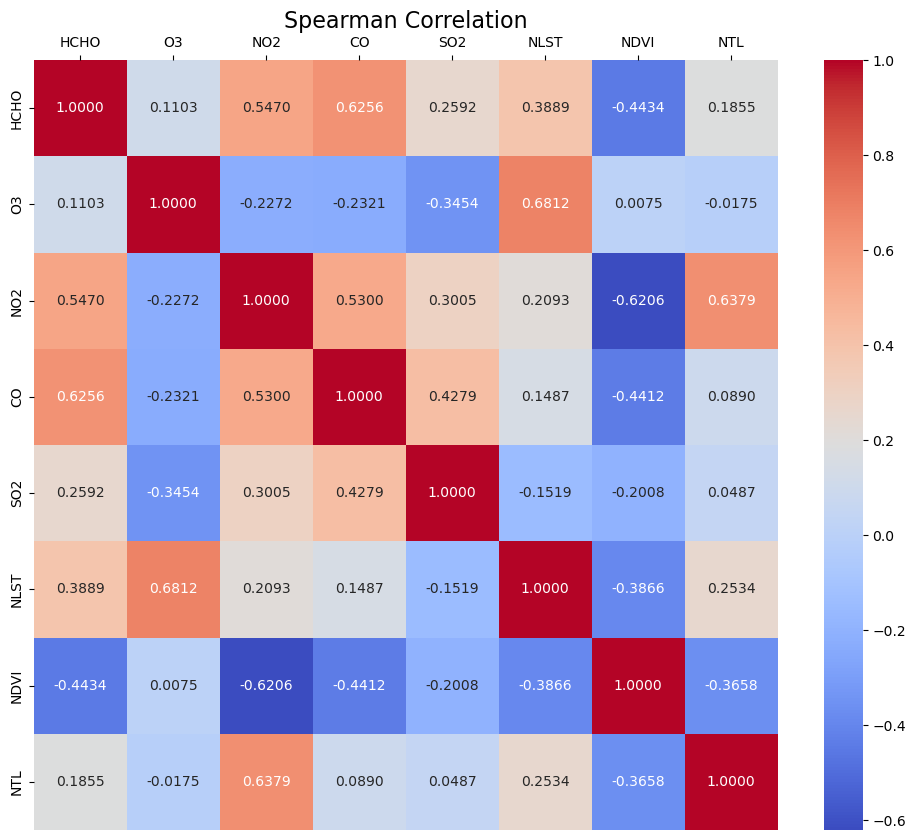 Spearman Correlation
HCHO O3 NO2 CO SO2 NLST NDVI NTL
HCHO 1.0000 0.1103 0.5470 0.6256 0.2592 0.3889 -0.4434 0.1855
O3 0.1103 1.0000 -0.2272 -0.2321 -0.3454 0.6812 0.0075 -0.0175
NO2 0.5470 -0.2272 1.0000 0.5300 0.3005 0.2093 -0.6206 0.6379
CO 0.6256 -0.2321 0.5300 1.0000 0.4279 0.1487 -0.4412 0.0890
SO2 0.2592 -0.3454 0.3005 0.4279 1.0000 -0.1519 -0.2008 0.0487
NLST 0.3889 0.6812 0.2093 0.1487 -0.1519 1.0000 -0.3866 0.2534
NDVI -0.4434 0.0075 -0.6206 -0.4412 -0.2008 -0.3866 1.0000 -0.3658
NTL 0.1855 -0.0175 0.6379 0.0890 0.0487 0.2534 -0.3658 1.0000
1.0
0.8
0.6
0.4
0.2
0.0
−0.2
−0.4
−0.6